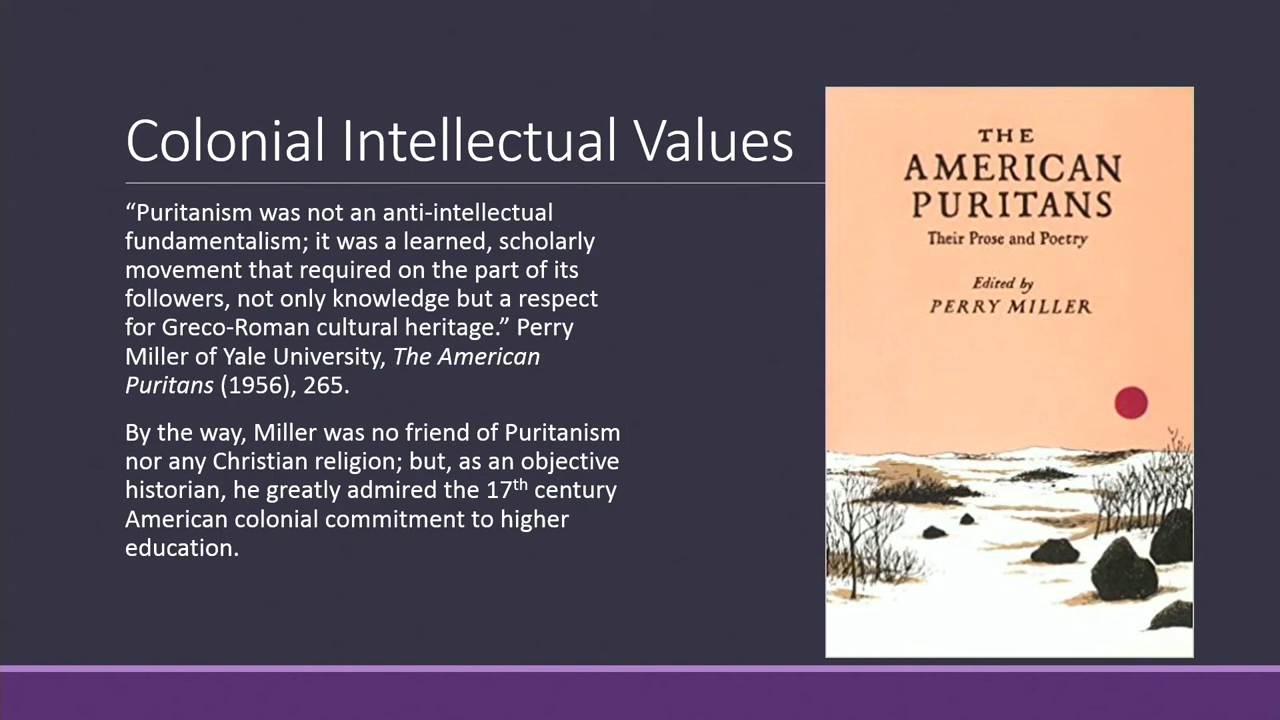 Colonial Intellectual Values
“Puritanism was not an anti-intellectual
fundamentalism; it was a learned, scholarly
movement that required on the part of its
followers, not only knowledge but a respect
for Greco-Roman cultural heritage.” Perry
Miller of Yale University, The American
Puritans (1956), 265.
By the way, Miller was no friend of Puritanism
nor any Christian religion; but, as an objective
historian, he greatly admired the 17th century
American colonial commitment to higher
education.
THE
AMERICAN
PURITANS
Their Prose and Poetry
Edited by
PERRY MILLER